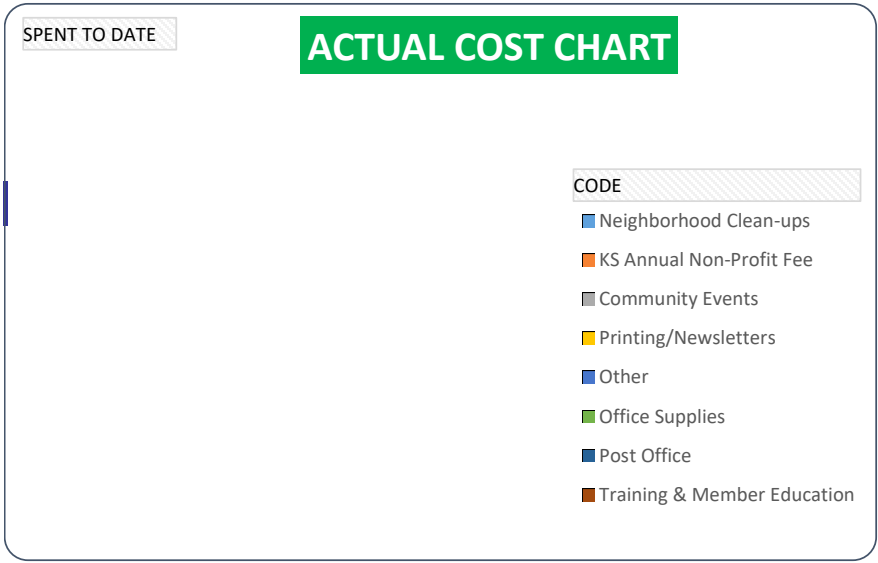 SPENT TO DATE
ACTUAL COST CHART
CODE
Neighborhood Clean-ups
KS Annual Non-Profit Fee
Community Events
Printing/Newsletters
Other
Office Supplies
Post Office
Training & Member Education